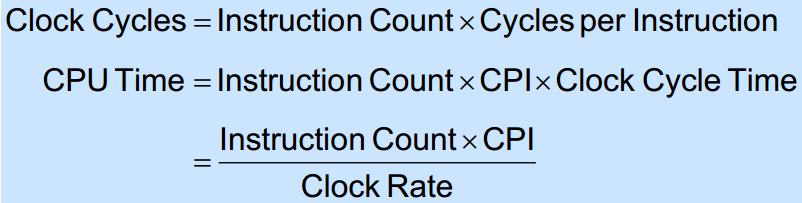 Clock Cycles = Instruction Count × Cycles per Instruction
CPU Time = Instruction Count × CPI × Clock Cycle Time
= Instruction Count × CPI
Clock Rate